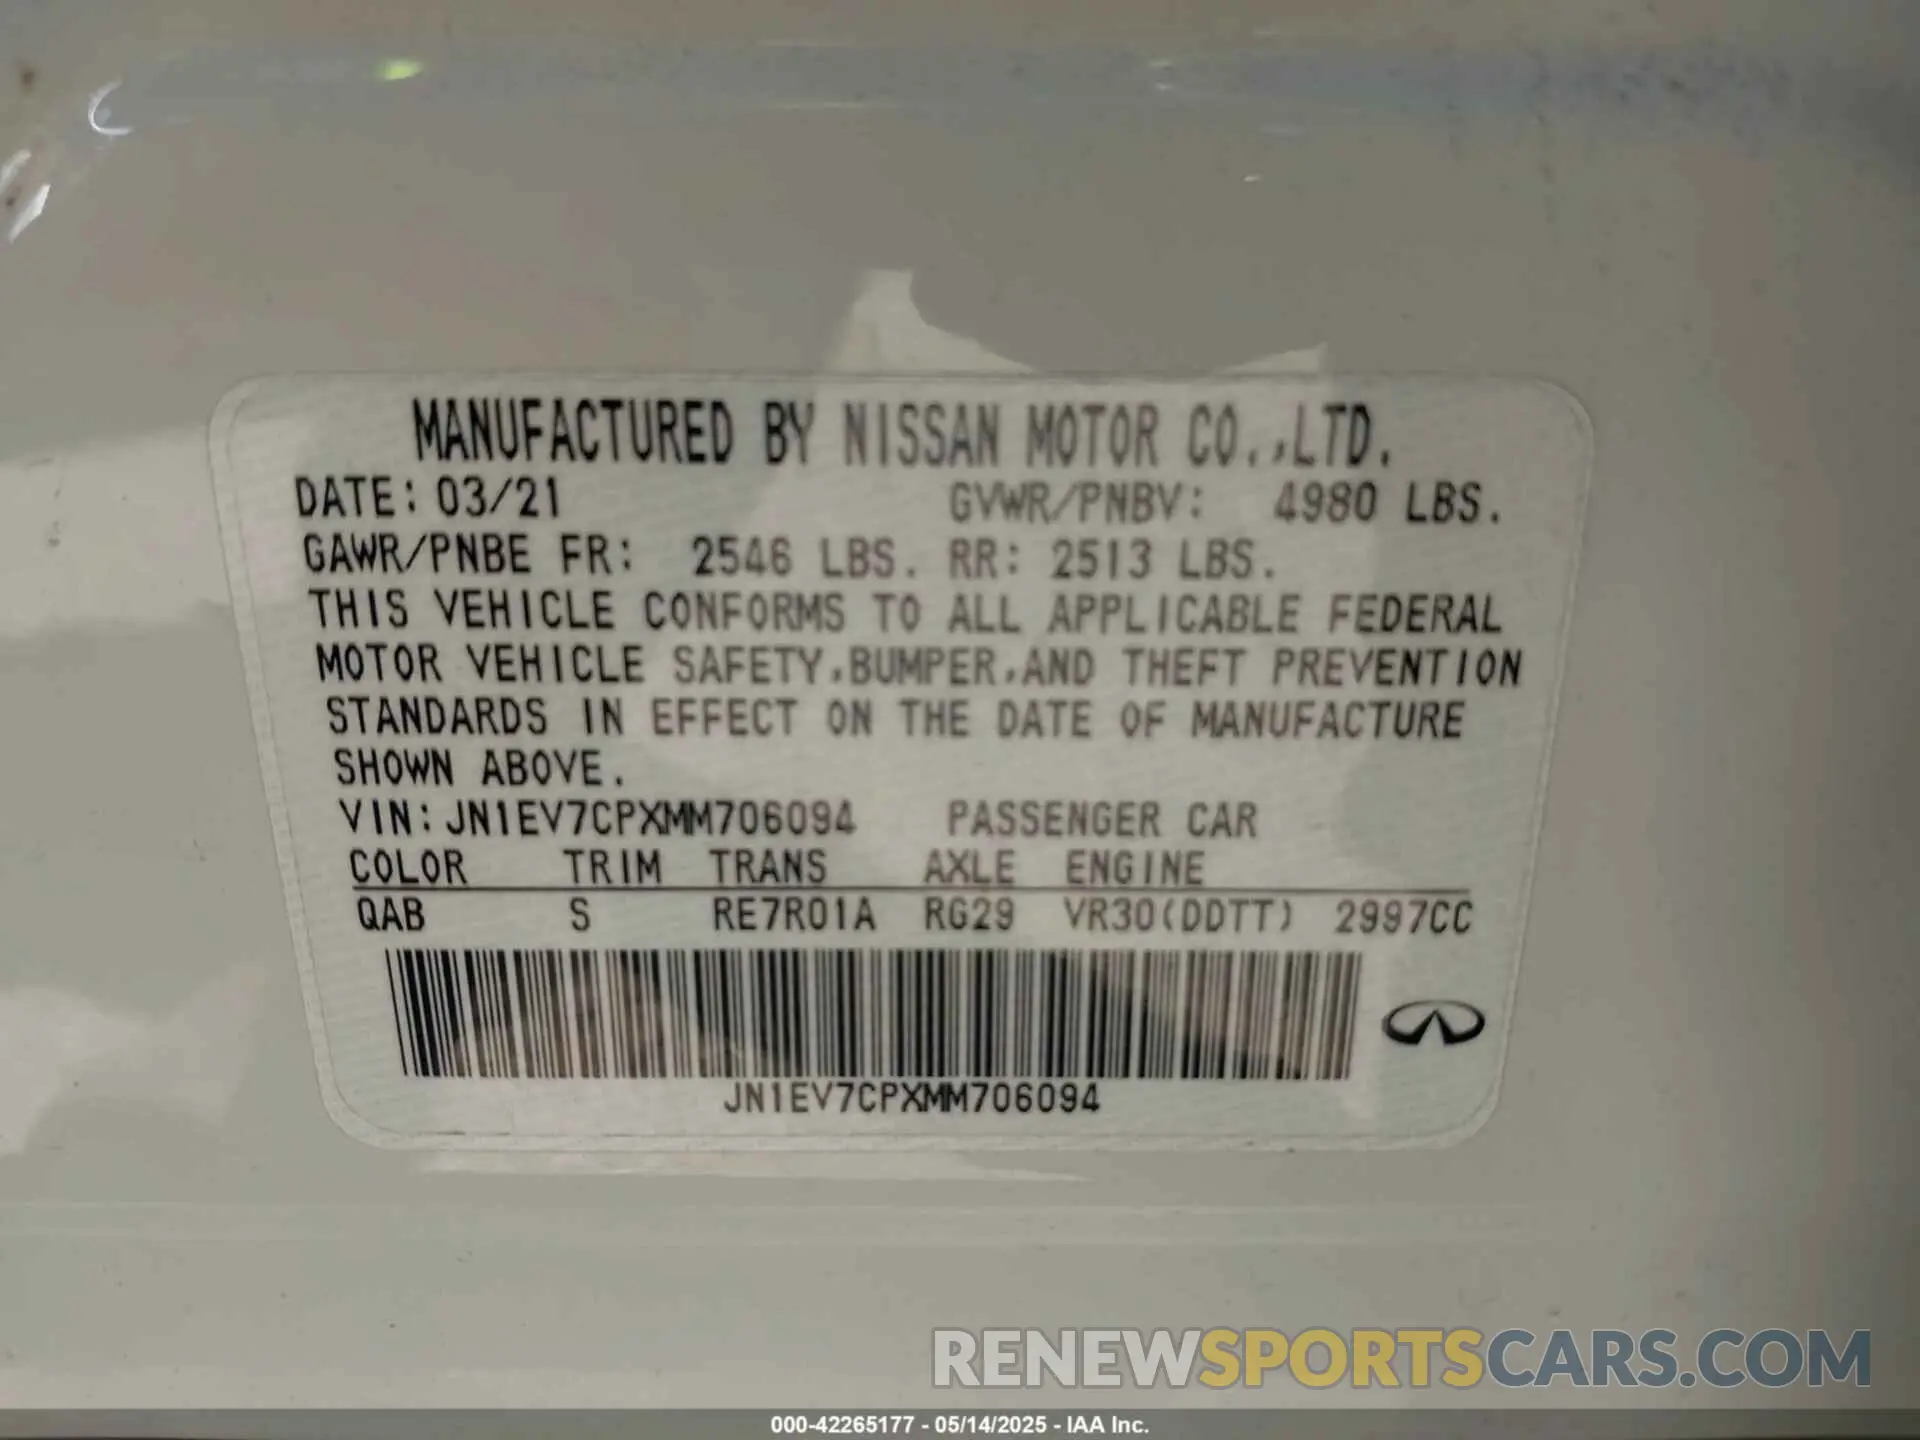 MANUFACTURED BY NISSAN MOTOR CO.,LTD.
DATE: 03/21 GVWR/PNBV: 4980 LBS.
GAWR/PNBE FR: 2546 LBS. RR: 2513 LBS.
THIS VEHICLE CONFORMS TO ALL APPLICABLE FEDERAL
MOTOR VEHICLE SAFETY,BUMPER,AND THEFT PREVENTION
STANDARDS IN EFFECT ON THE DATE OF MANUFACTURE
SHOWN ABOVE.
VIN: JN1EV7CPXMM706094 PASSENGER CAR
COLOR TRIM TRANS AXLE ENGINE
QAB S RE7R01A RG29 VR30(DDTT) 2997CC
JN1EV7CPXMM706094
RENEWSPORTSCARS.COM
000-42265177 - 05/14/2025 - IAA Inc.